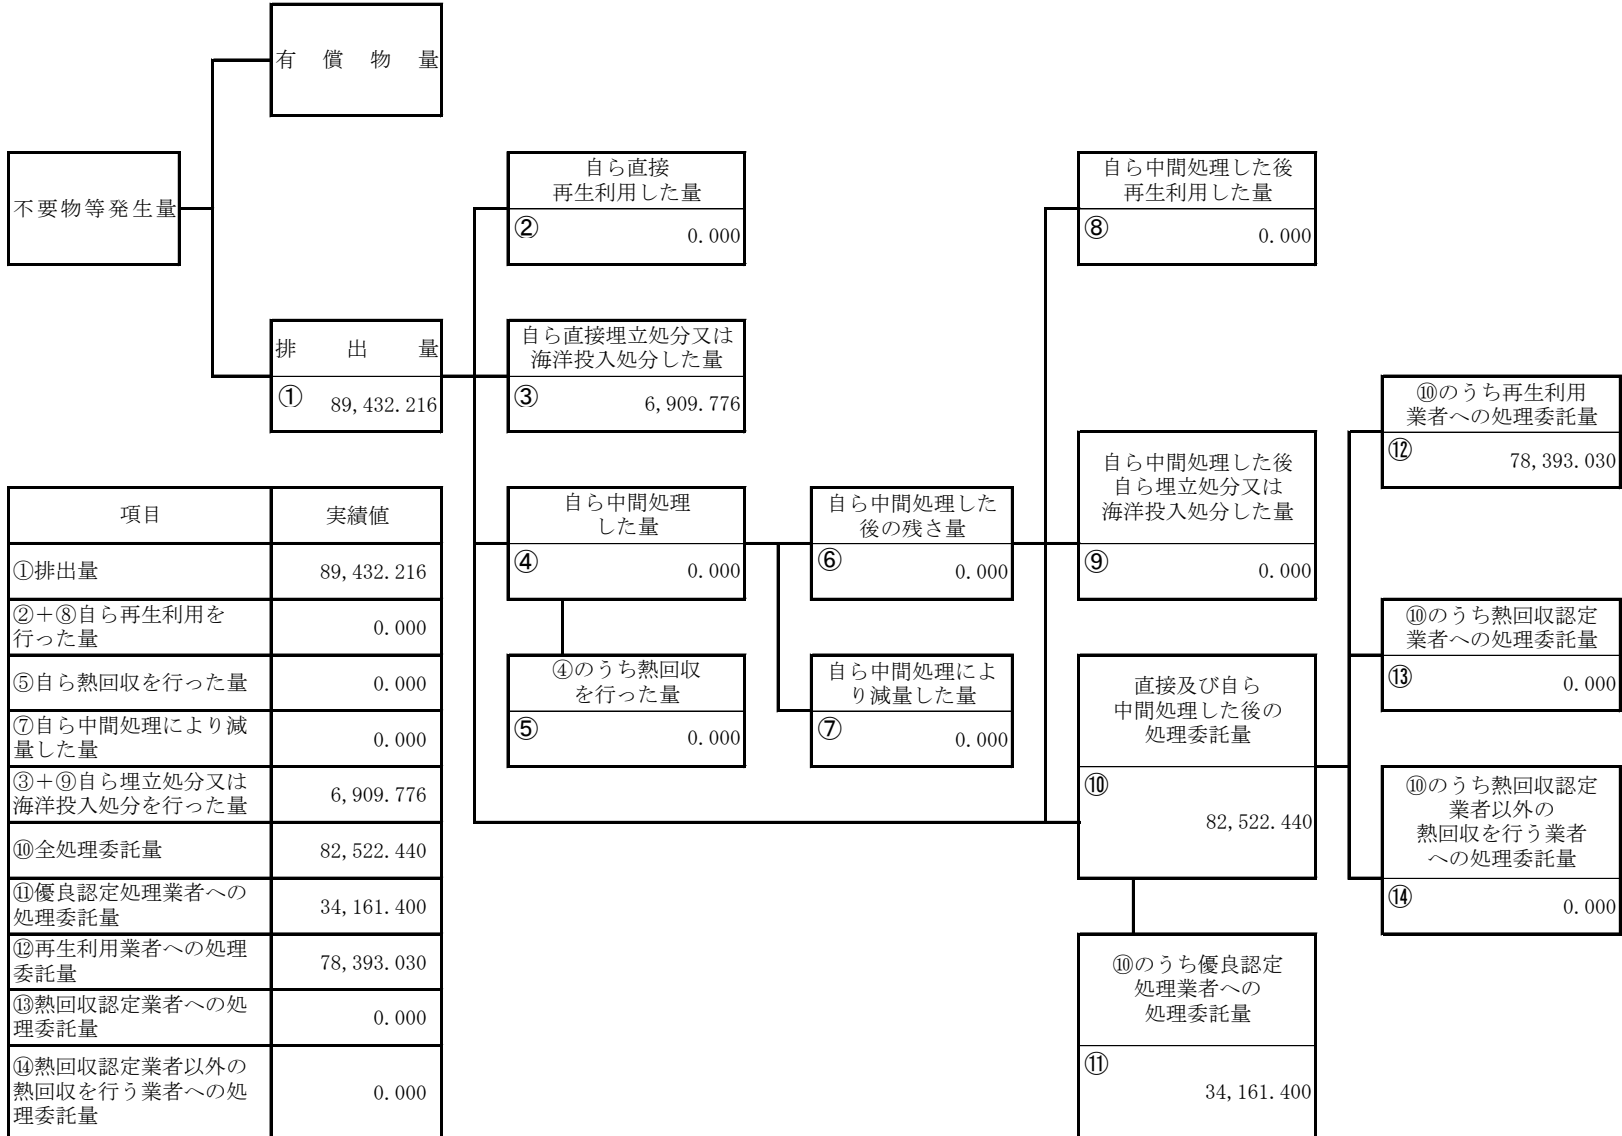 有償物量
不要物等発生量
自ら直接
再生利用した量
② 0.000
自ら中間処理した後
再生利用した量
⑧ 0.000
排出量
① 89,432.216
自ら直接埋立処分又は
海洋投入処分した量
③ 6,909.776
⑩のうち再生利用
業者への処理委託量
⑫ 78,393.030
自ら中間処理
した量
④ 0.000
自ら中間処理した
後の残さ量
⑥ 0.000
自ら中間処理した後
自ら埋立処分又は
海洋投入処分した量
⑨ 0.000
⑩のうち熱回収認定
業者への処理委託量
⑬ 0.000
④のうち熱回収
を行った量
⑤ 0.000
自ら中間処理によ
り減量した量
⑦ 0.000
直接及び自ら
中間処理した後の
処理委託量
⑩
82,522.440
⑩のうち熱回収認定
業者以外の
熱回収を行う業者
への処理委託量
⑭ 0.000
⑩のうち優良認定
処理業者への
処理委託量
⑪
34,161.400
項目 実績値
①排出量 89,432.216
②+⑧自ら再生利用を
行った量 0.000
⑤自ら熱回収を行った量 0.000
⑦自ら中間処理により減
量した量 0.000
③+⑨自ら埋立処分又は
海洋投入処分を行った量 6,909.776
⑩全処理委託量 82,522.440
⑪優良認定処理業者への
処理委託量 34,161.400
⑫再生利用業者への処理
委託量 78,393.030
⑬熱回収認定業者への処
理委託量 0.000
⑭熱回収認定業者以外の
熱回収を行う業者への処
理委託量 0.000